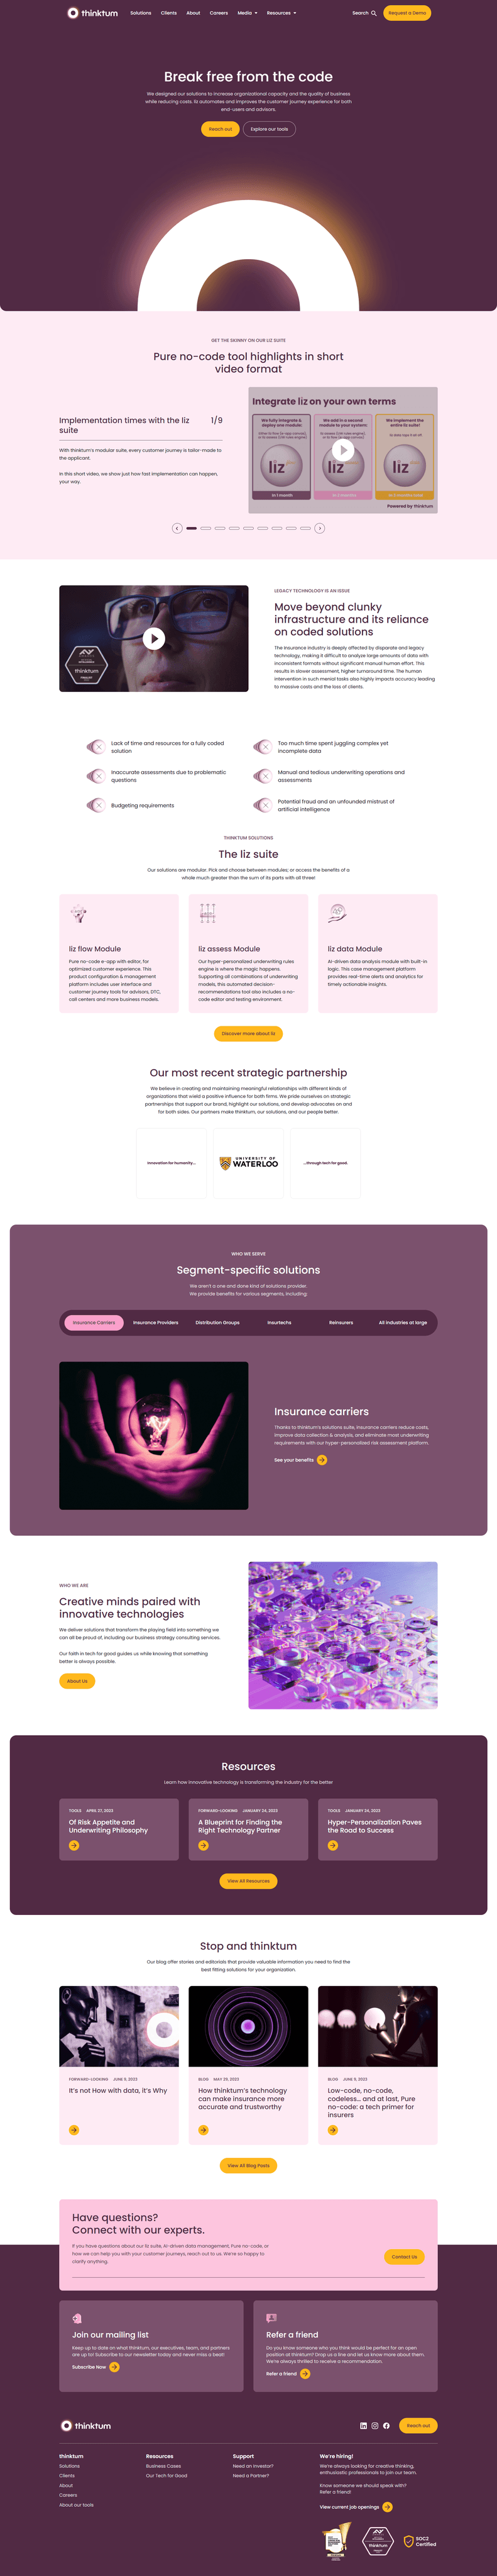 thinktum
Solutions
Clients
About
Careers
Media
Resources
Search
Request a Demo
Break free from the code
We designed our solutions to increase organizational capacity and the quality of business
while reducing costs. liz automates and improves the customer journey experience for both
end-users and advisors.
Reach out
Explore our tools
GET THE SKINNY ON OUR LIZ SUITE
Pure no-code tool highlights in short
video format
Implementation times with the liz
suite
1/9
With thinktum's modular suite, every customer journey is tailor-made to
the applicant.
In this short video, we show just how fast implementation can happen,
your way.
Integrate liz on your own terms
We fully integrate &
deploy one module:
We add in a second
module to your system:
We implement the
entire liz suite!
liz
liz
liz
in 1 month
Powered by thinktum
LEGACY TECHNOLOGY IS AN ISSUE
Move beyond clunky
infrastructure and its reliance
on coded solutions
The insurance industry is deeply affected by disparate and legacy
technology, making it difficult to analyze large amounts of data with
inconsistent formats without significant manual human effort. This
results in slower assessment, higher turnaround time. The human
intervention in such menial tasks also highly impacts accuracy leading
to massive costs and the loss of clients.
thinktum
Lack of time and resources for a fully coded
solution
Too much time spent juggling complex yet
incomplete data
Inaccurate assessments due to problematic
questions
Manual and tedious underwriting operations and
assessments
Budgeting requirements
Potential fraud and an unfounded mistrust of
artificial intelligence
THINKTUM SOLUTIONS
The liz suite
Our solutions are modular. Pick and choose between modules; or access the benefits of a
whole much greater than the sum of its parts with all three!
liz flow Module
Pure no-code e-app with editor, for
optimized customer experience. This
product configuration & management
platform includes user interface and
customer journey tools for advisors, DTC,
call centers and more business models.
liz assess Module
Our hyper-personalized underwriting rules
engine is where the magic happens.
Supporting all combinations of underwriting
models, this automated decision-
recommendations tool also includes a no-
code editor and testing environment.
liz data Module
AI-driven data analysis module with built-in
logic. This case management platform
provides real-time alerts and analytics for
timely actionable insights.
Discover more about liz
Our most recent strategic partnership
We believe in creating and maintaining meaningful relationships with different kinds of
organizations that wield a positive influence for both firms. We pride ourselves on strategic
partnerships that support our brand, highlight our solutions, and develop advocates on and
for both sides. Our partners make thinktum, our solutions, and our people better.
Innovation for humanity...
UNIVERSITY OF
WATERLOO
...through tech for good.
WHO WE SERVE
Segment-specific solutions
We aren't a one and done kind of solutions provider.
We provide benefits for various segments, including:
Insurance Carriers
Insurance Providers
Distribution Groups
Insurtechs
Reinsurers
All industries at large
Insurance carriers
Thanks to thinktum's solutions suite, insurance carriers reduce costs,
improve data collection & analysis, and eliminate most underwriting
requirements with our hyper-personalized risk assessment platform.
See your benefits
WHO WE ARE
Creative minds paired with
innovative technologies
We deliver solutions that transform the playing field into something we
can all be proud of, including our business strategy consulting services.
Our faith in tech for good guides us while knowing that something
better is always possible.
About Us
Resources
Learn how innovative technology is transforming the industry for the better
TOOLS APRIL 27, 2023
Of Risk Appetite and
Underwriting Philosophy
FORWARD-LOOKING JANUARY 24, 2023
A Blueprint for Finding the
Right Technology Partner
TOOLS JANUARY 24, 2023
Hyper-Personalization Paves
the Road to Success
View All Resources
Stop and thinktum
Our blog offer stories and editorials that provide valuable information you need to find the
best fitting solutions for your organization.
FORWARD-LOOKING JUNE 9, 2023
It's not How with data, it's Why
BLOG MAY 29, 2023
How thinktum's technology
can make insurance more
accurate and trustworthy
BLOG JUNE 9, 2023
Low-code, no-code,
codeless... and at last, Pure
no-code: a tech primer for
insurers
View All Blog Posts
Have questions?
Connect with our experts.
If you have questions about our liz suite, AI-driven data management, Pure no-code, or
how we can help you with your customer journeys, reach out to us. We're so happy to
clarify anything.
Contact Us
Join our mailing list
Keep up to date on what thinktum, our executives, team, and partners
are up to! Subscribe to our newsletter today and never miss a beat!
Subscribe Now
Refer a friend
Do you know someone who you think would be perfect for an open
position at thinktum? Drop us a line and let us know more about them.
We're always thrilled to receive a recommendation.
Refer a friend
thinktum
Reach out
thinktum
Solutions
Clients
About
Careers
About our tools
Resources
Business Cases
Our Tech for Good
Support
Need an Investor?
Need a Partner?
We're hiring!
We're always looking for creative thinking,
enthusiastic professionals to join our team.
Know someone we should speak with?
Refer a friend!
View current job openings
thinktum
SOC2
Certified